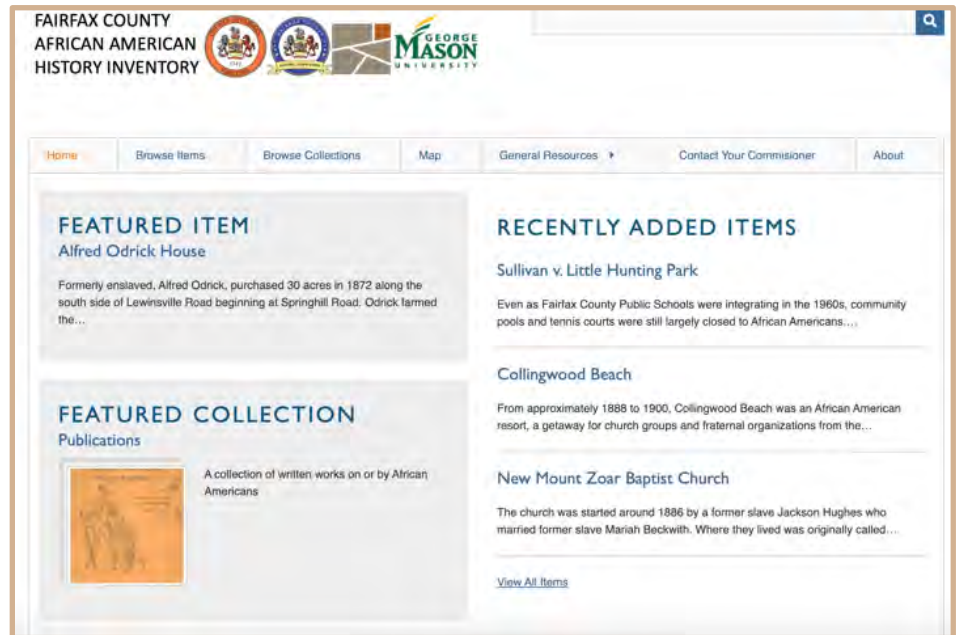 FAIRFAX COUNTY
AFRICAN AMERICAN
HISTORY INVENTORY
GEORGE
MASON
UNIVERSITY
Home
Browse Items
Browse Collections
Map
General Resources
Contact Your Commisioner
About
FEATURED ITEM
Alfred Odrick House
Formerly enslaved, Alfred Odrick, purchased 30 acres in 1872 along the
south side of Lewinsville Road beginning at Springhill Road. Odrick farmed
the…
FEATURED COLLECTION
Publications
A collection of written works on or by African
Americans
RECENTLY ADDED ITEMS
Sullivan v. Little Hunting Park
Even as Fairfax County Public Schools were integrating in the 1960s, community
pools and tennis courts were still largely closed to African Americans.…
Collingwood Beach
From approximately 1888 to 1900, Collingwood Beach was an African American
resort, a getaway for church groups and fraternal organizations from the…
New Mount Zoar Baptist Church
The church was started around 1886 by a former slave Jackson Hughes who
married former slave Mariah Beckwith. Where they lived was originally called.…
View All Items